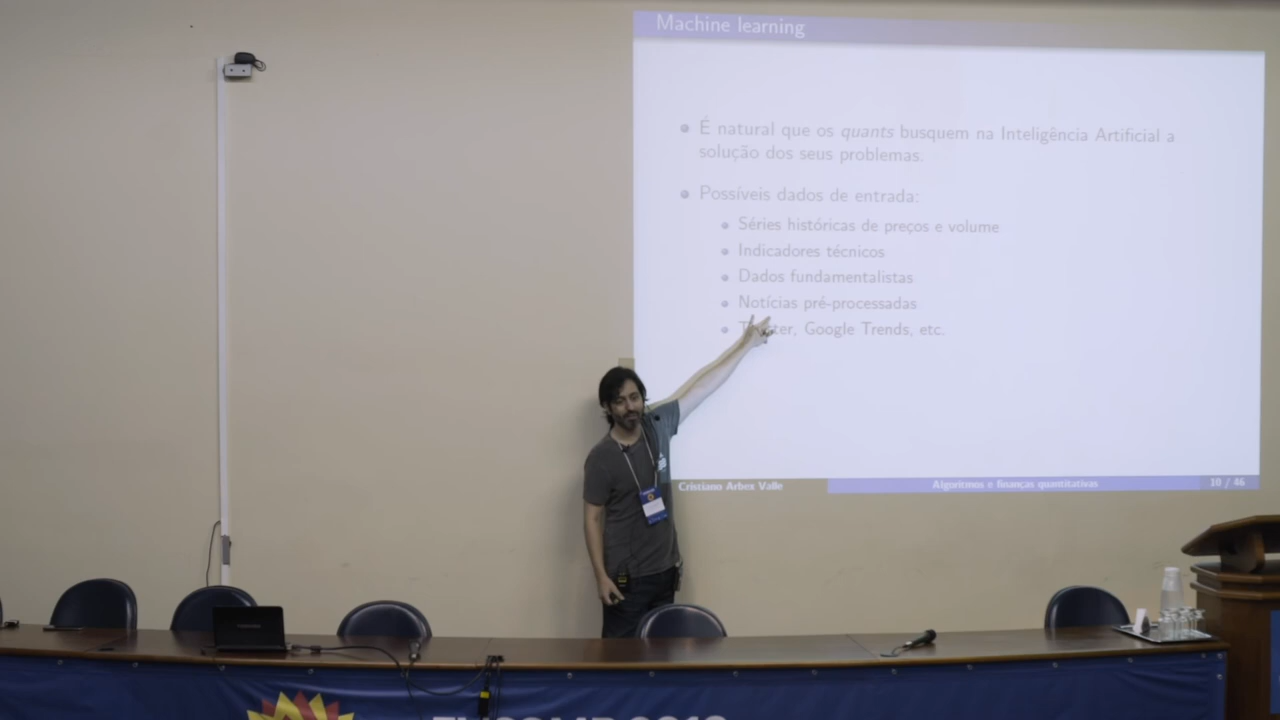 Machine learning
É natural que os quants busquem na Inteligência Artificial a
solução dos seus problemas.
Possíveis dados de entrada:
Séries históricas de preços e volume
Indicadores técnicos
Dados fundamentalistas
Notícias pré-processadas
Twitter, Google Trends, etc.
Cristiano Arbex Valle
Algoritmos e finanças quantitativas
10 / 46